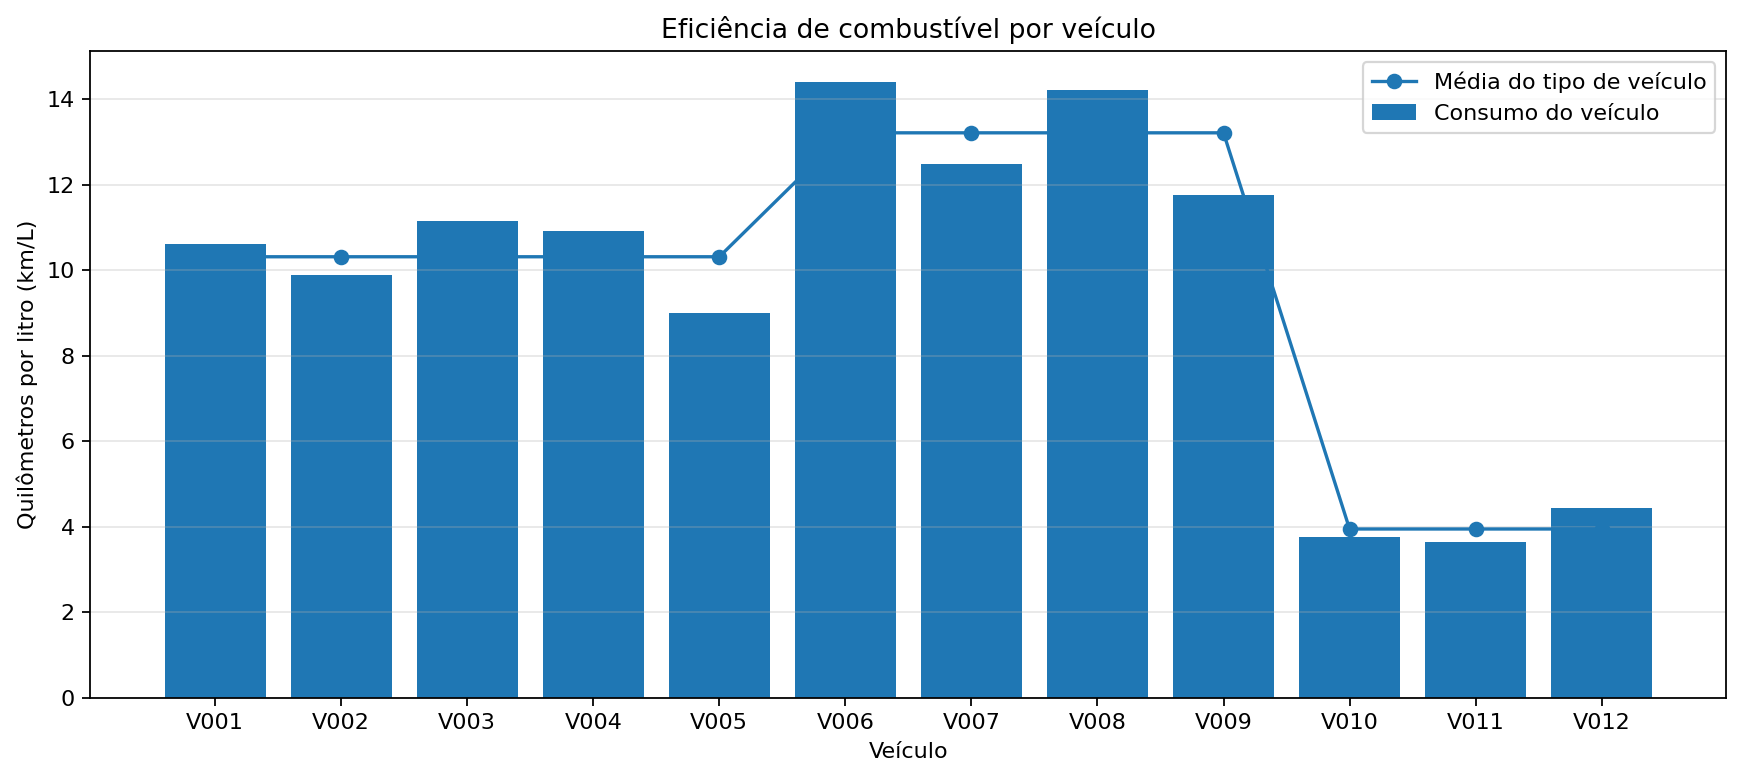 Eficiência de combustível por veículo
Média do tipo de veículo
Consumo do veículo
Quilômetros por litro (km/L)
14
12
10
8
6
4
2
0
V001 V002 V003 V004 V005 V006 V007 V008 V009 V010 V011 V012
Veículo